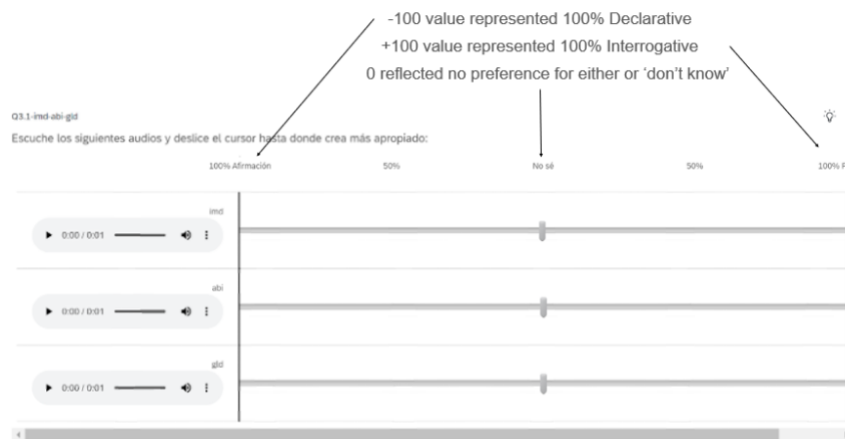 -100 value represented 100% Declarative
+100 value represented 100% Interrogative
0 reflected no preference for either or ‘don’t know’
Q3.1-imd-abi-gld
Escuche los siguientes audios y deslice el cursor hasta donde crea más apropiado:
100% Afirmación 50% No sé 50% 100% P
imd
0:00 / 0:01
abi
0:00 / 0:01
gld
0:00 / 0:01